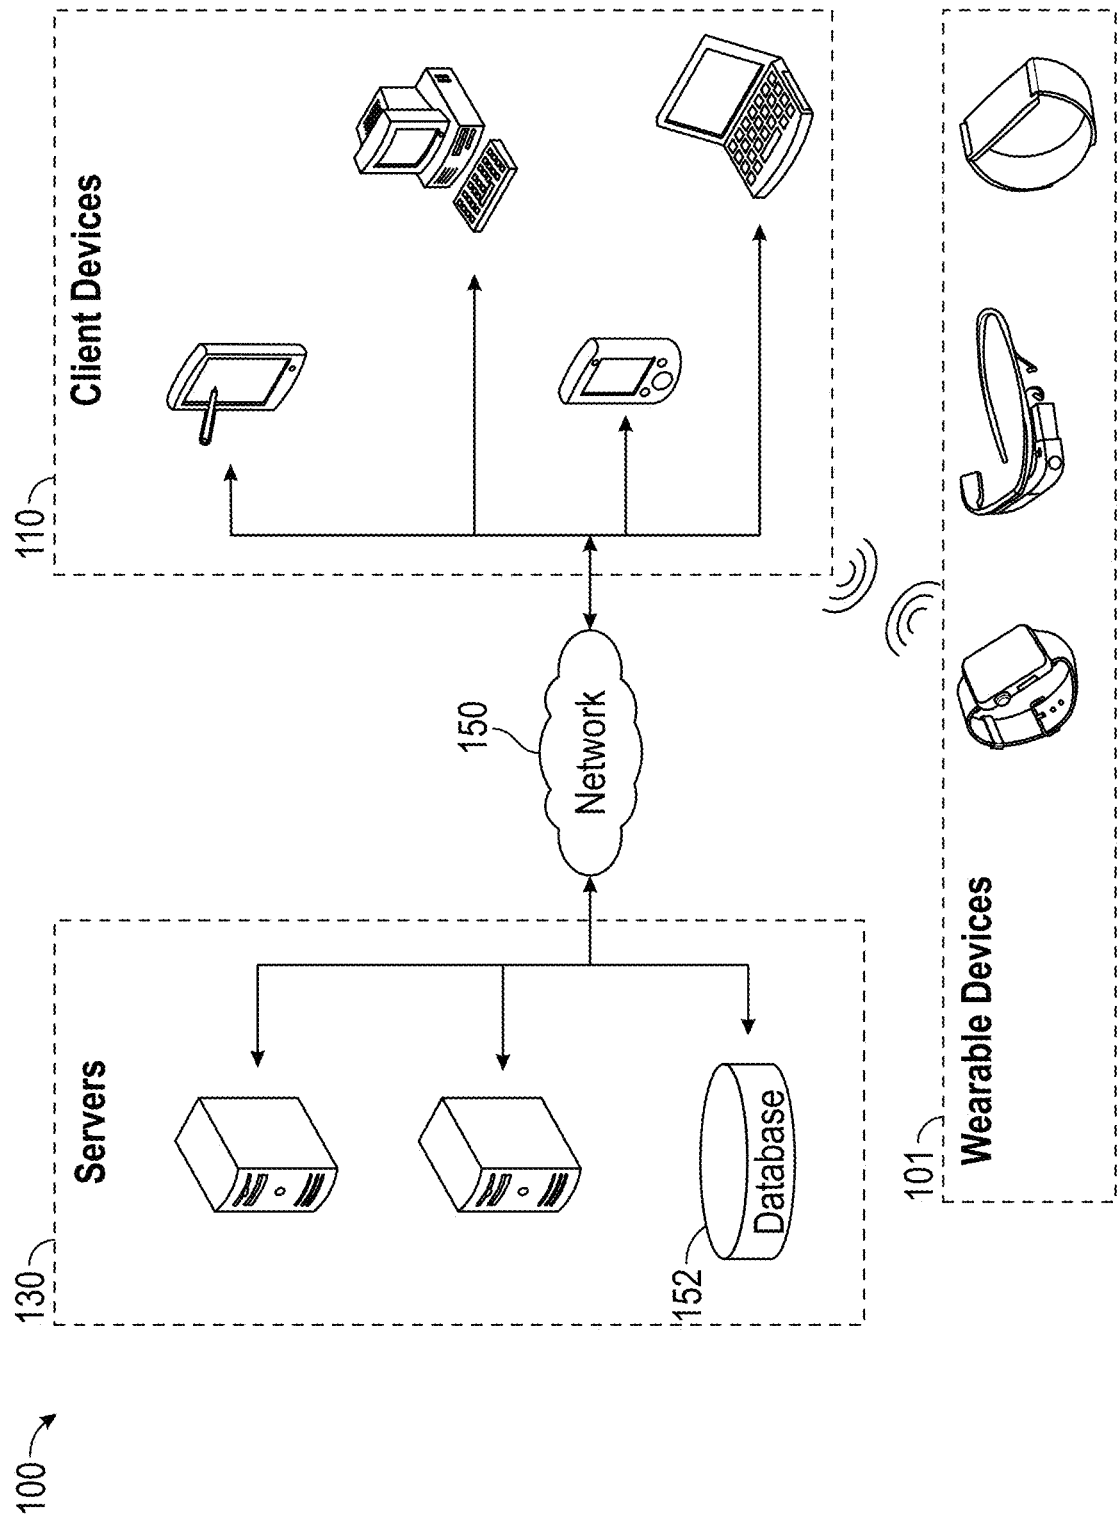 100
130
Servers
152
Database
150
Network
110
Client Devices
101
Wearable Devices